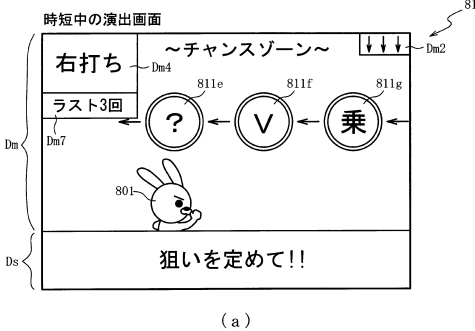 時短中の演出画面
81
右打ち
Dm4
～チャンスゾーン～
↓↓↓
Dm2
ラスト3回
Dm7
811e
811f
811g
?
V
乗
Dm
801
Ds
狙いを定めて!!
(a)